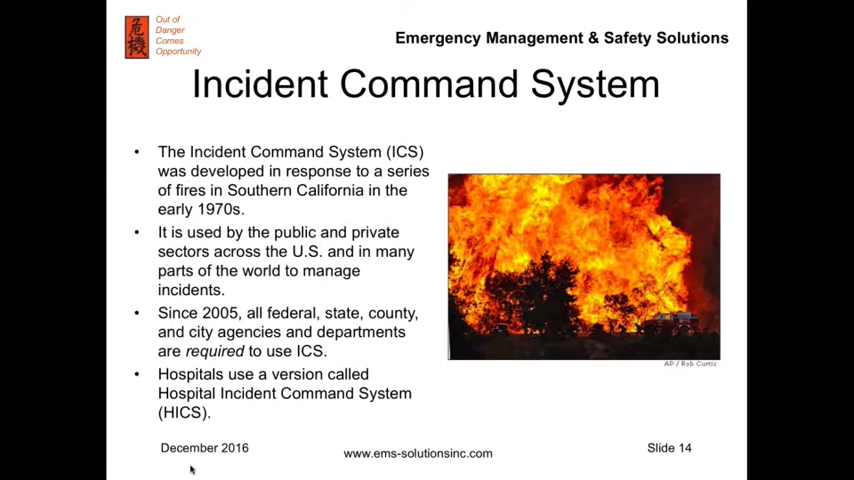 危
機
Out of
Danger
Comes
Opportunity
Emergency Management & Safety Solutions
Incident Command System
• The Incident Command System (ICS)
was developed in response to a series
of fires in Southern California in the
early 1970s.
• It is used by the public and private
sectors across the U.S. and in many
parts of the world to manage
incidents.
• Since 2005, all federal, state, county,
and city agencies and departments
are required to use ICS.
• Hospitals use a version called
Hospital Incident Command System
(HICS).
AP / Rob Curtis
December 2016
www.ems-solutionsinc.com
Slide 14